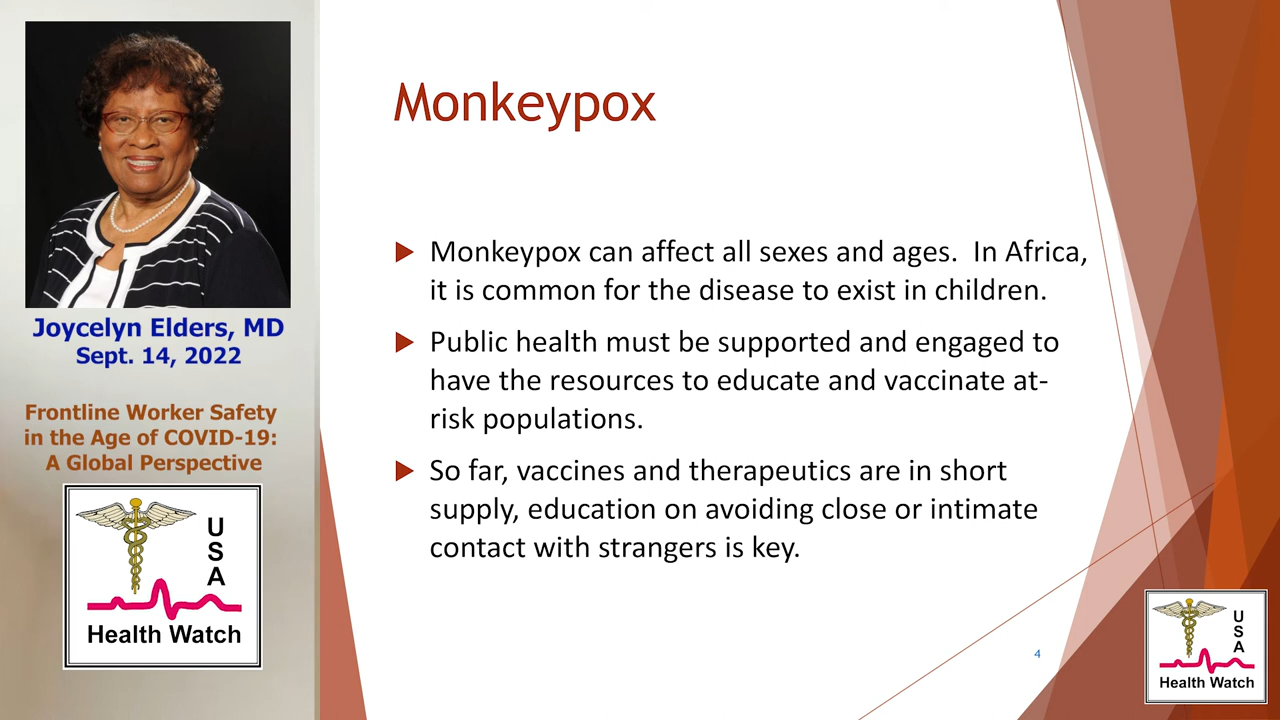 Joycelyn Elders, MD
Sept. 14, 2022
Frontline Worker Safety
in the Age of COVID-19:
A Global Perspective
U
S
A
Health Watch
Monkeypox
Monkeypox can affect all sexes and ages.  In Africa,
it is common for the disease to exist in children.
Public health must be supported and engaged to
have the resources to educate and vaccinate at-
risk populations.
So far, vaccines and therapeutics are in short
supply, education on avoiding close or intimate
contact with strangers is key.
4
U
S
A
Health Watch